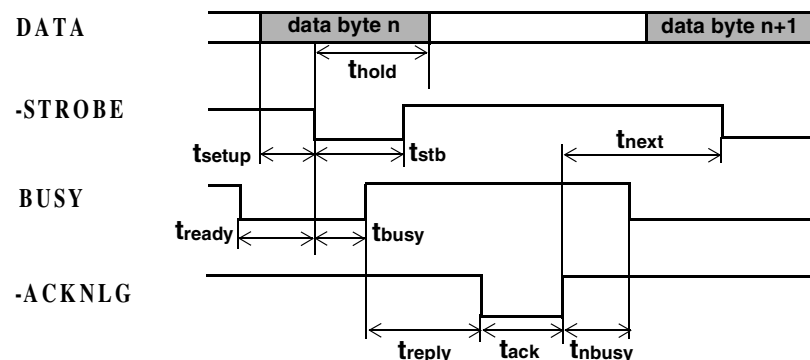 DATA
data byte n
data byte n+1
thold
-STROBE
tsetup
tstb
tnext
BUSY
tready
tbusy
-ACKNLG
treply
tack
tnbusy